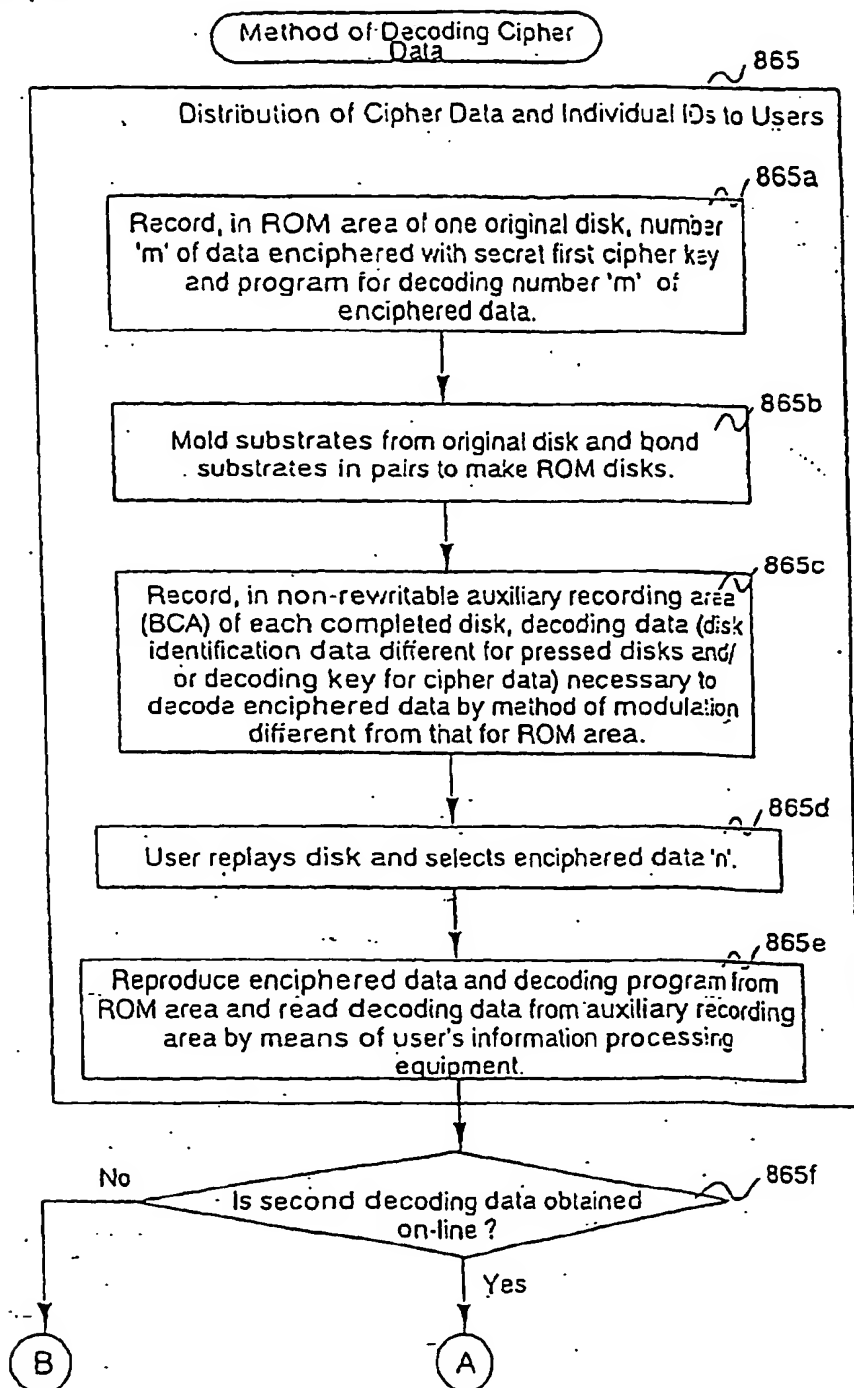 Method of Decoding Cipher
Data
865
Distribution of Cipher Data and Individual IDs to Users
865a
Record, in ROM area of one original disk, number
'm' of data enciphered with secret first cipher key
and program for decoding number 'm' of
enciphered data.
865b
Mold substrates from original disk and bond
substrates in pairs to make ROM disks.
865c
Record, in non-rewritable auxiliary recording area
(BCA) of each completed disk, decoding data (disk
identification data different for pressed disks and/
or decoding key for cipher data) necessary to
decode enciphered data by method of modulation
different from that for ROM area.
865d
User replays disk and selects enciphered data 'n'.
865e
Reproduce enciphered data and decoding program from
ROM area and read decoding data from auxiliary recording
area by means of user's information processing
equipment.
865f
No
Is second decoding data obtained
on-line ?
Yes
B
A